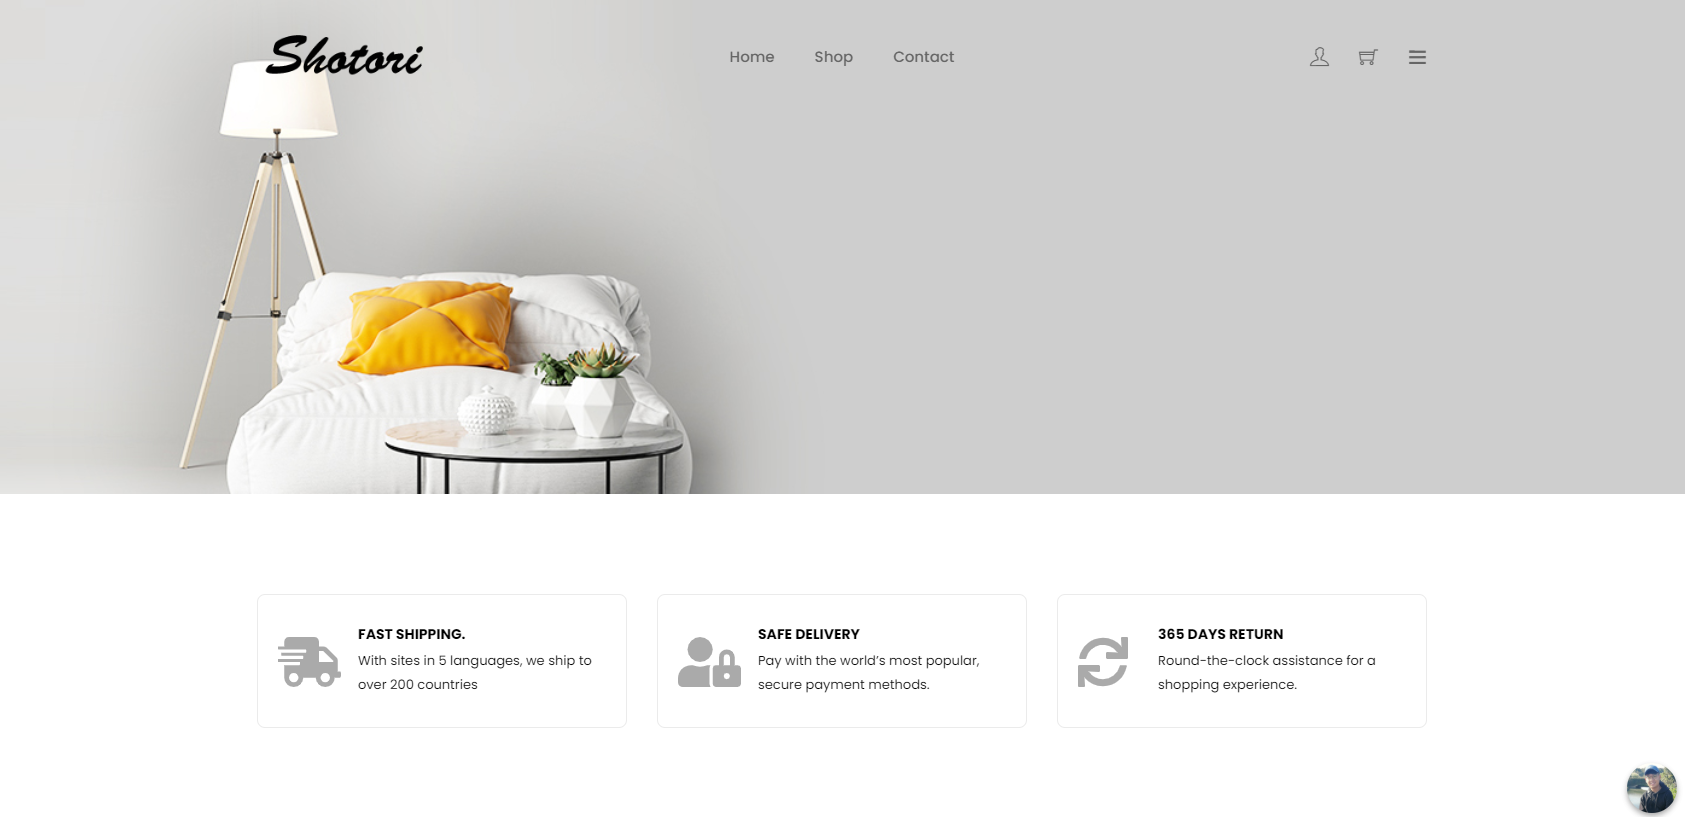 Shotori
Home
Shop
Contact
FAST SHIPPING.
With sites in 5 languages, we ship to
over 200 countries
SAFE DELIVERY
Pay with the world's most popular,
secure payment methods.
365 DAYS RETURN
Round-the-clock assistance for a
shopping experience.